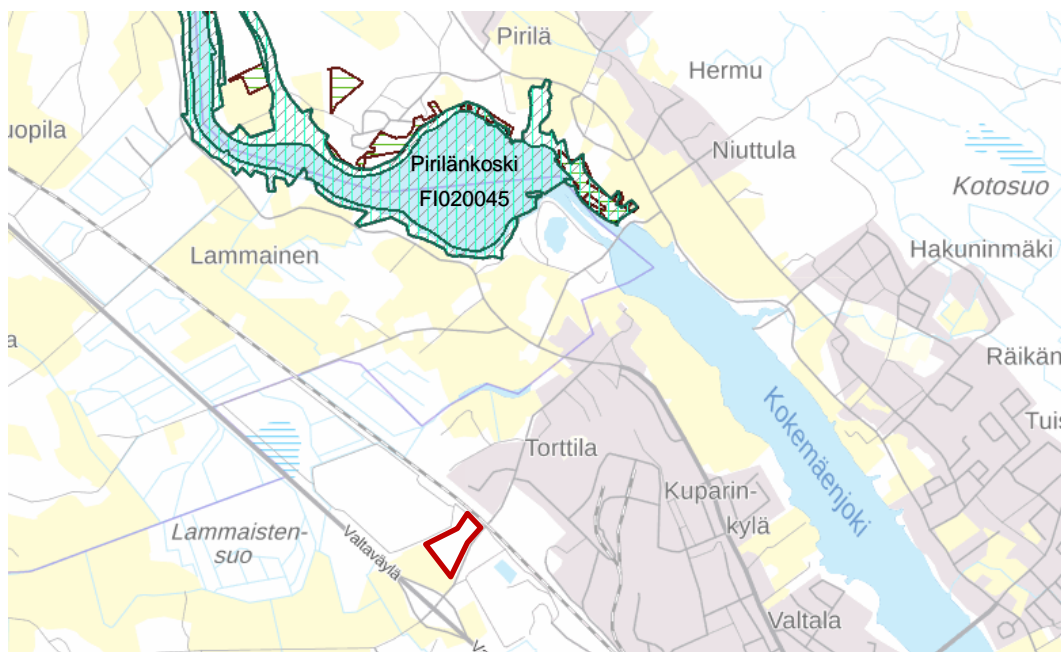 Pirilä
Hermu
uopila
Niuttula
Pirilänkoski
FI020045
Kotosuo
Lammainen
Hakuninmäki
a
Räikän
Tuis
Kokemäenjoki
Torttila
Kuparin-
kylä
Lammaisten-
suo
Valtaväylä
Valtala
Va